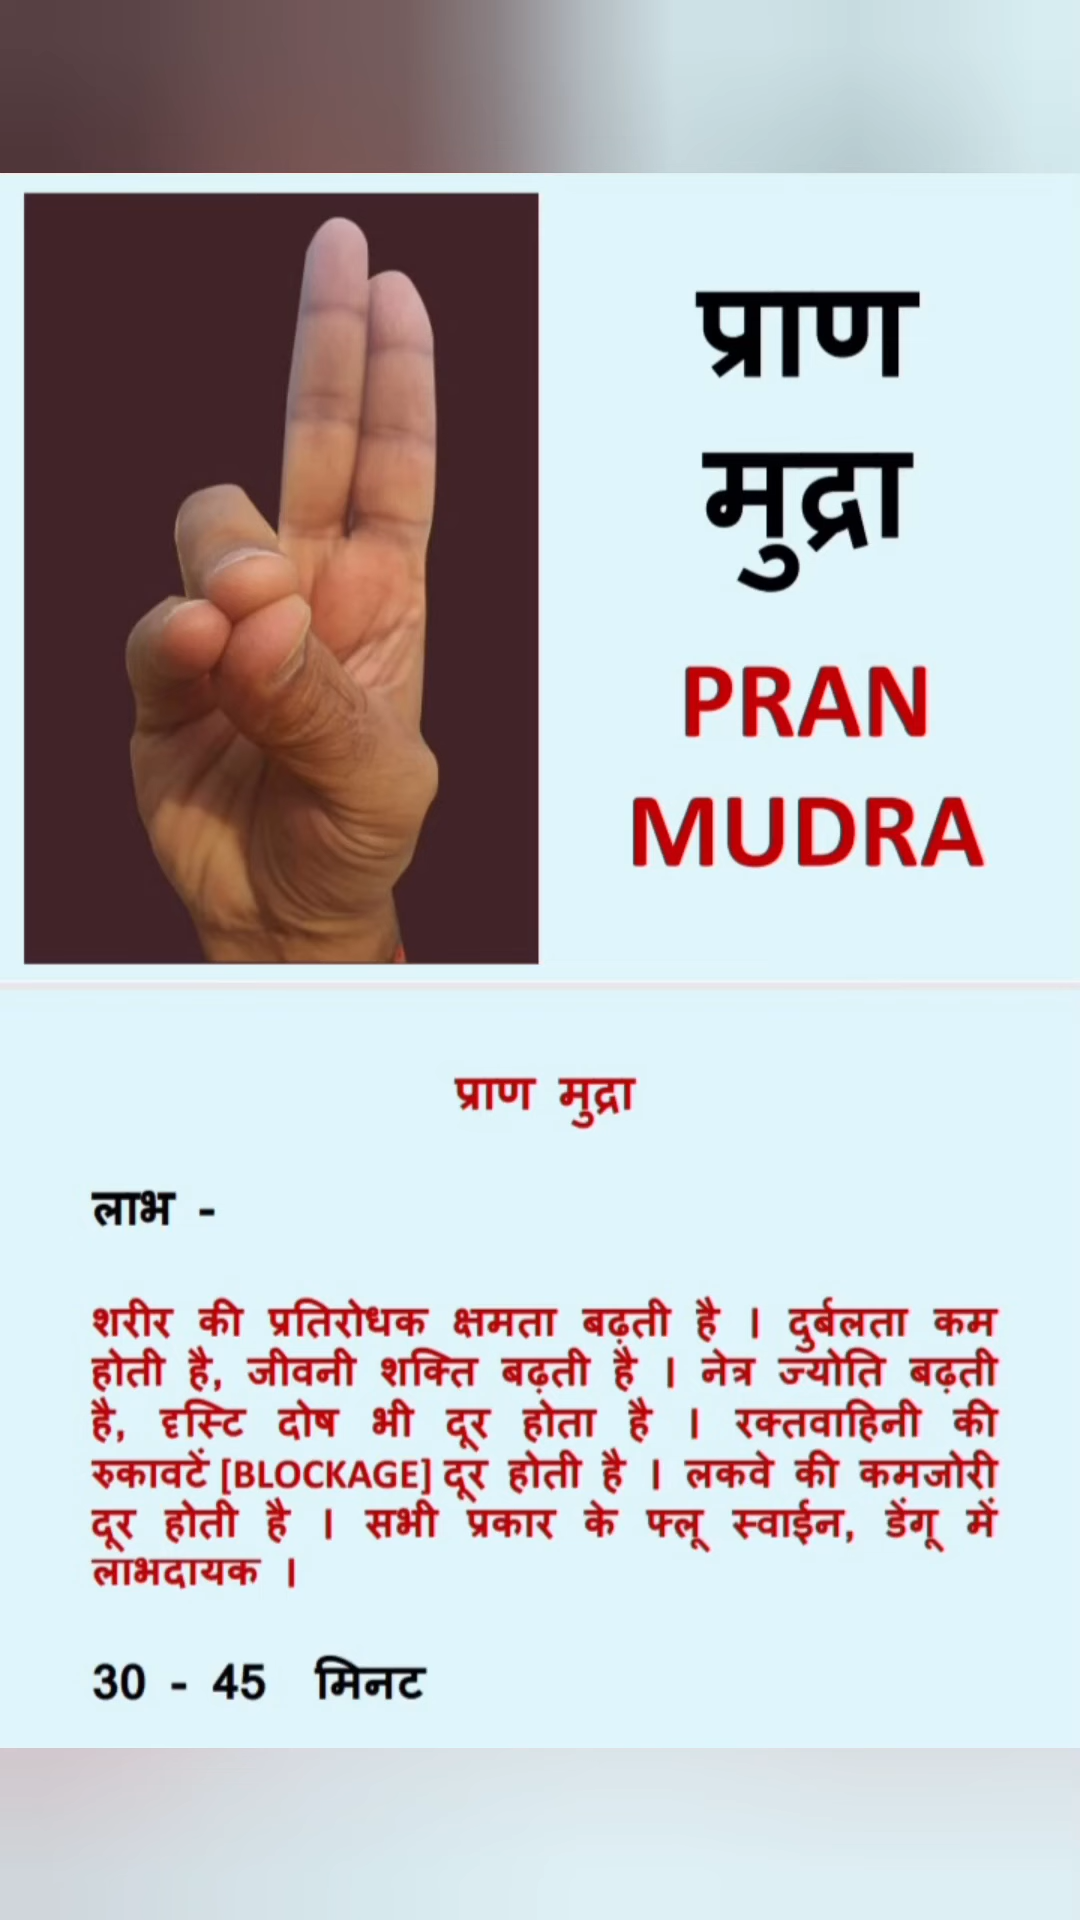 प्राण
मुद्रा
PRAN
MUDRA
प्राण मुद्रा
लाभ -
शरीर की प्रतिरोधक क्षमता बढ़ती है । दुर्बलता कम
होती है, जीवनी शक्ति बढ़ती है । नेत्र ज्योति बढ़ती
है, दृस्टि दोष भी दूर होता है । रक्तवाहिनी की
रुकावटें [BLOCKAGE] दूर होती है । लकवे की कमजोरी
दूर होती है । सभी प्रकार के फ्लू स्वाईन, डेंगू में
लाभदायक ।
30 - 45 मिनट